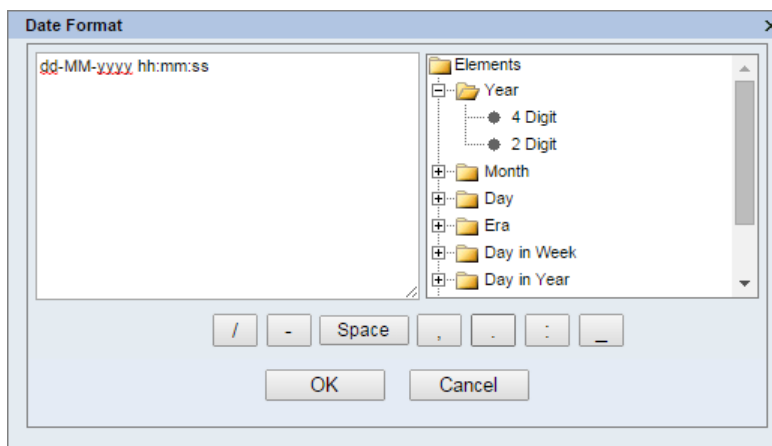 Date Format
dd-MM-yyyy hh:mm:ss
Elements
Year
4 Digit
2 Digit
Month
Day
Era
Day in Week
Day in Year
/ - Space , . : _
OK Cancel